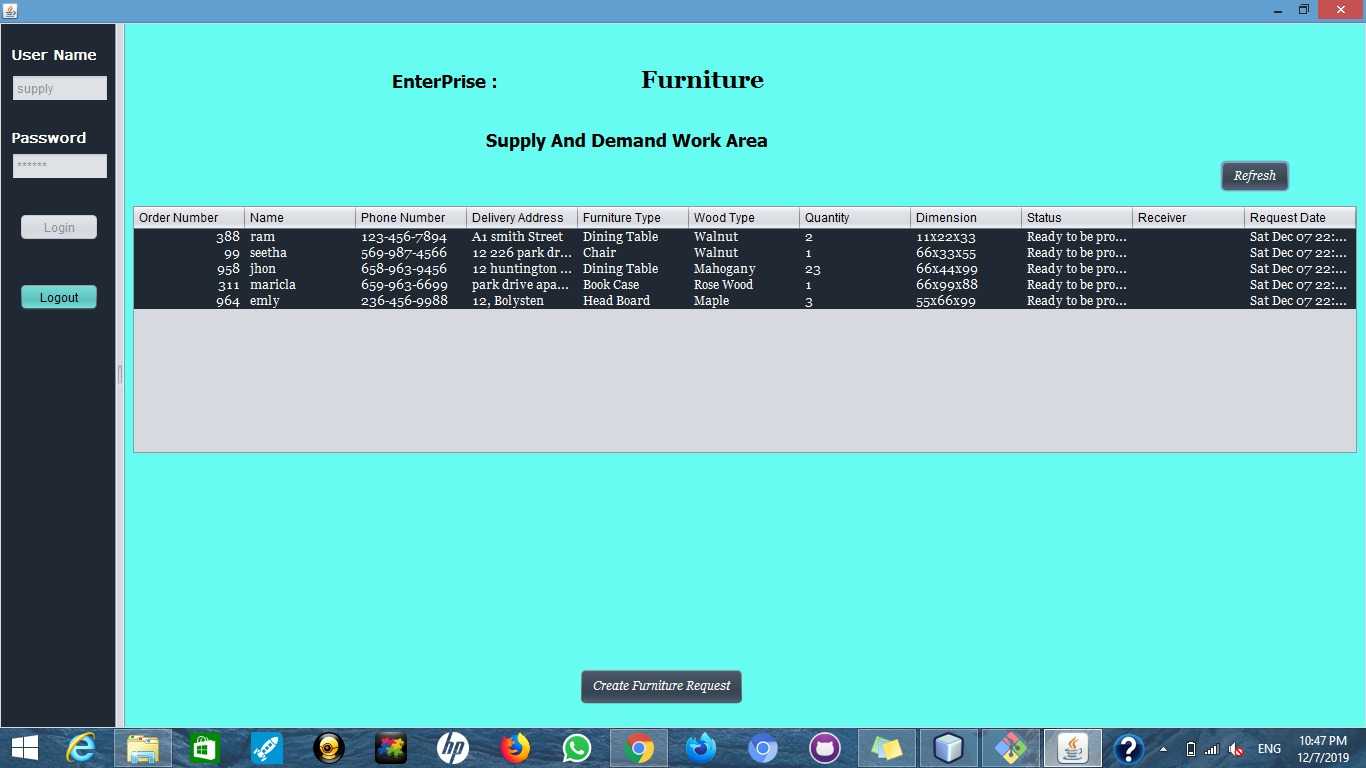 User Name
supply
Password
******
Login
Logout
EnterPrise :
Furniture
Supply And Demand Work Area
Refresh
Order Number Name Phone Number Delivery Address Furniture Type Wood Type Quantity Dimension Status Receiver Request Date
388 ram 123-456-7894 A1 smith Street Dining Table Walnut 2 11x22x33 Ready to be pro... Sat Dec 07 22:...
99 seetha 569-987-4566 12 226 park dr... Chair Walnut 1 66x33x55 Ready to be pro... Sat Dec 07 22:...
958 jhon 658-963-9456 12 huntington ... Dining Table Mahogany 23 66x44x99 Ready to be pro... Sat Dec 07 22:...
311 maricla 659-963-6699 park drive apa... Book Case Rose Wood 1 66x99x88 Ready to be pro... Sat Dec 07 22:...
964 emly 236-456-9988 12, Bolysten Head Board Maple 3 55x66x99 Ready to be pro... Sat Dec 07 22:...
Create Furniture Request
hp
ENG
10:47 PM
12/7/2019